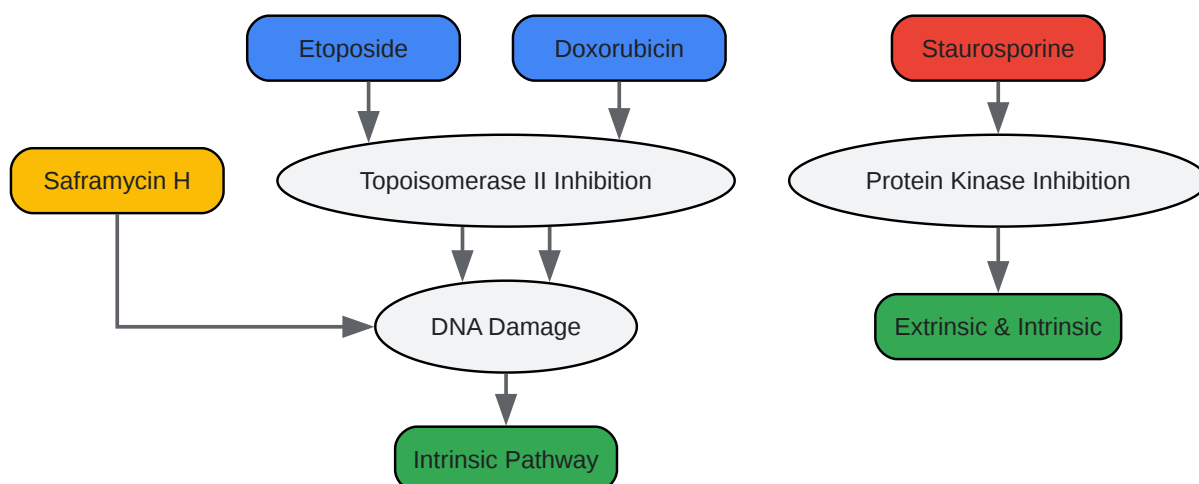 Etoposide
Doxorubicin
Staurosporine
Saframycin H
Topoisomerase II Inhibition
Protein Kinase Inhibition
DNA Damage
Extrinsic & Intrinsic
Intrinsic Pathway